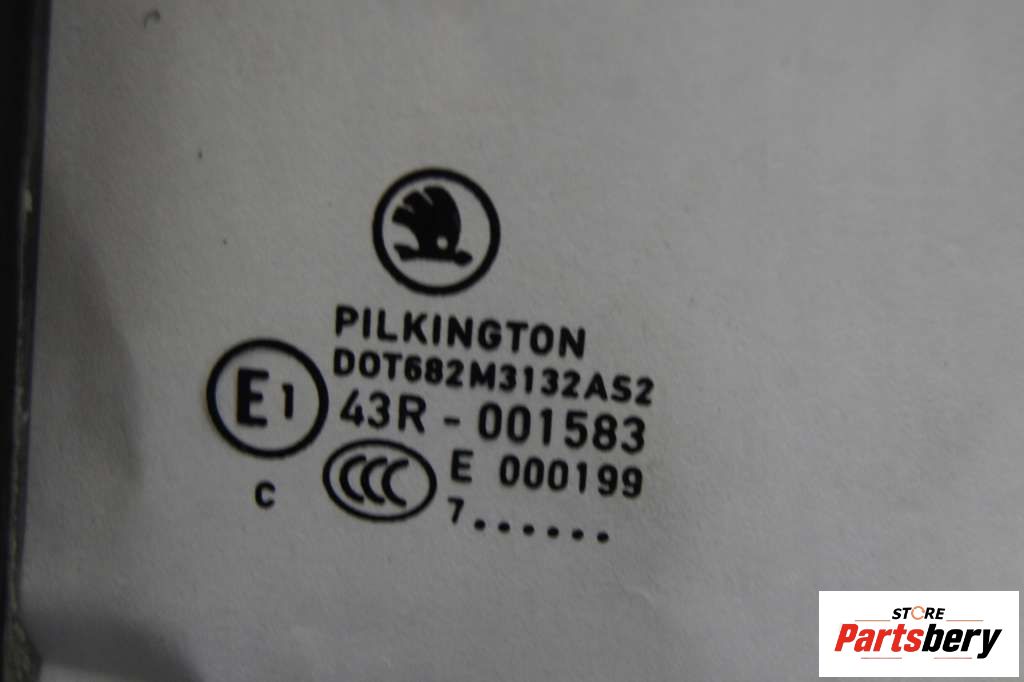 PILKINGTON
DOT682M3132AS2
E1 43R - 001583
CCC E 000199
C 7......
STORE
Partsbery